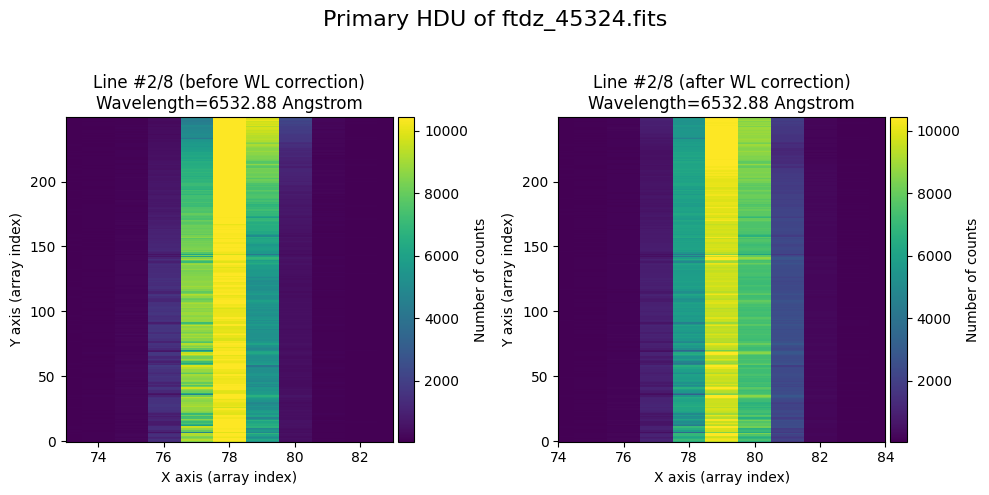 Primary HDU of ftdz_45324.fits
Line #2/8 (before WL correction)
Wavelength=6532.88 Angstrom
Y axis (array index)
200
150
100
50
0
74
76
78
80
82
X axis (array index)
10000
8000
6000
4000
2000
Number of counts
Line #2/8 (after WL correction)
Wavelength=6532.88 Angstrom
Y axis (array index)
200
150
100
50
0
74
76
78
80
82
84
X axis (array index)
10000
8000
6000
4000
2000
Number of counts